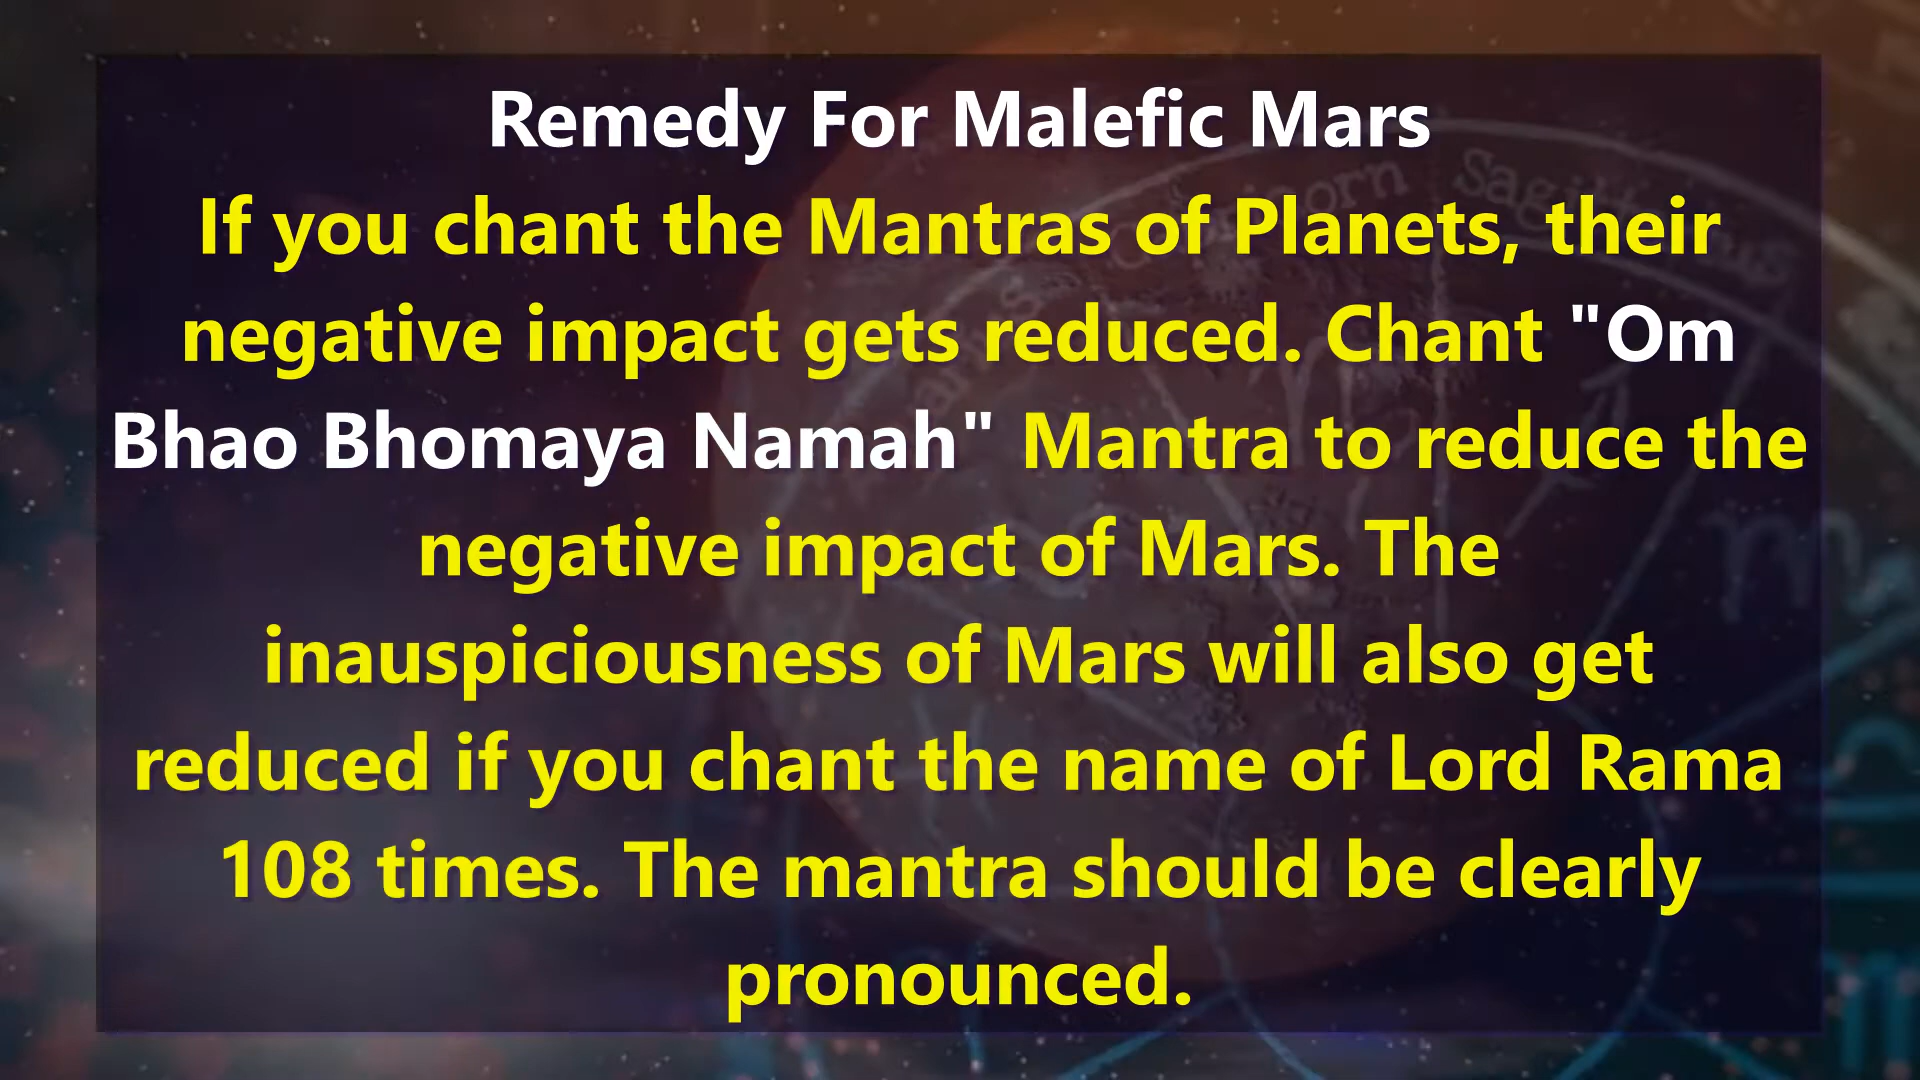 Remedy For Malefic Mars
If you chant the Mantras of Planets, their
negative impact gets reduced. Chant "Om
Bhao Bhomaya Namah" Mantra to reduce the
negative impact of Mars. The
inauspiciousness of Mars will also get
reduced if you chant the name of Lord Rama
108 times. The mantra should be clearly
pronounced.